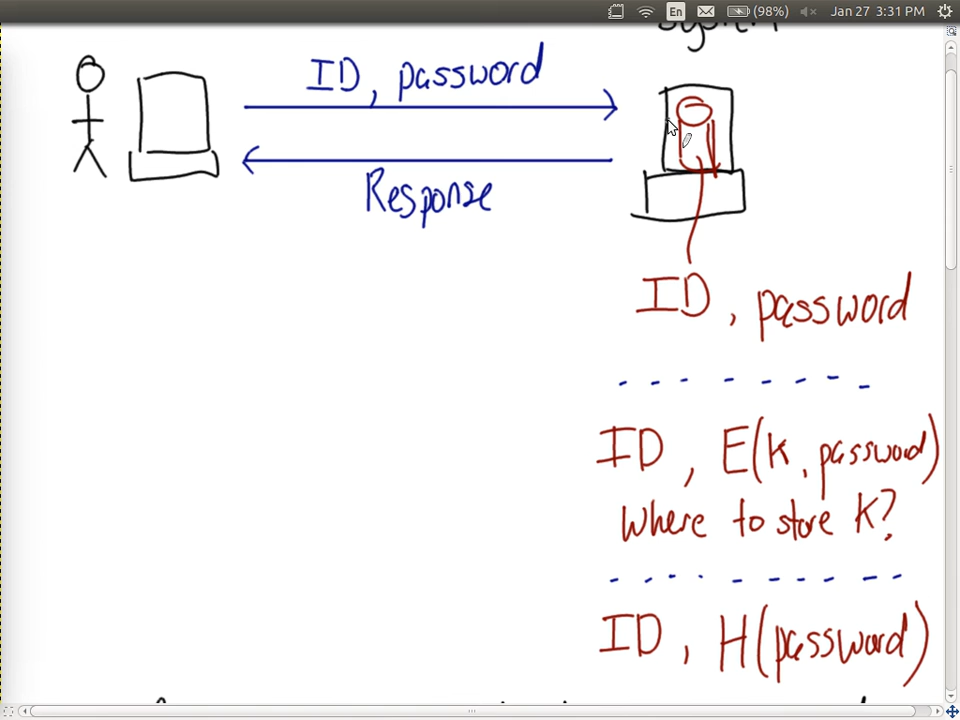 En (98%) Jan 27 3:31 PM
system
ID, password
Response
ID, password
ID, E(K, password)
Where to store K?
ID, H(password)